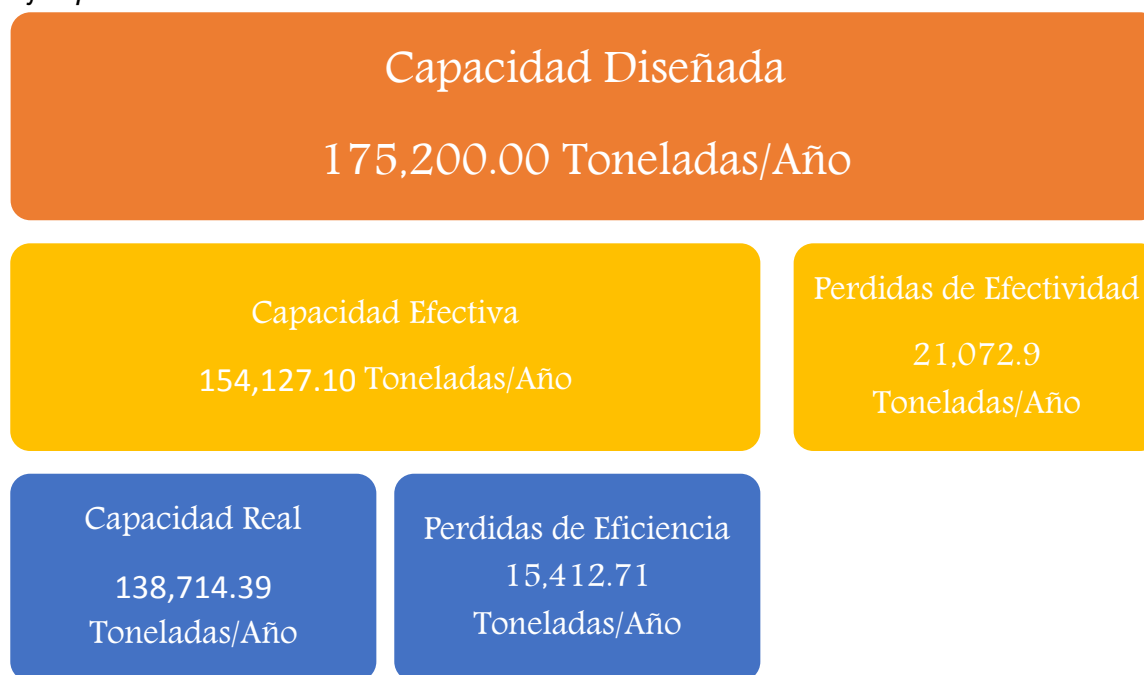 Capacidad Diseñada
175,200.00 Toneladas/Año
Capacidad Efectiva
154,127.10 Toneladas/Año
Perdidas de Efectividad
21,072.9
Toneladas/Año
Capacidad Real
138,714.39
Toneladas/Año
Perdidas de Eficiencia
15,412.71
Toneladas/Año